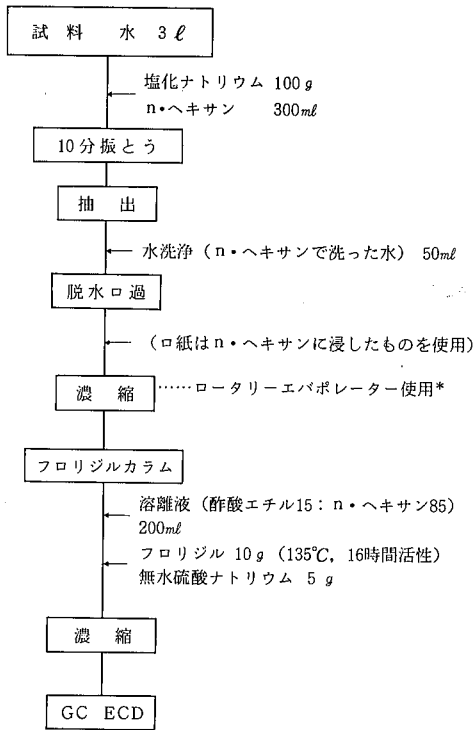 試料 水 3ℓ
塩化ナトリウム 100g
n・ヘキサン 300mℓ
10分振とう
抽出
水洗浄（n・ヘキサンで洗った水）50mℓ
脱水ロ過
（ロ紙はn・ヘキサンに浸したものを使用）
濃縮……ロータリーエバポレーター使用*
フロリジルカラム
溶離液（酢酸エチル15：n・ヘキサン85）
200mℓ
フロリジル 10g（135℃，16時間活性）
無水硫酸ナトリウム 5g
濃縮
GC ECD